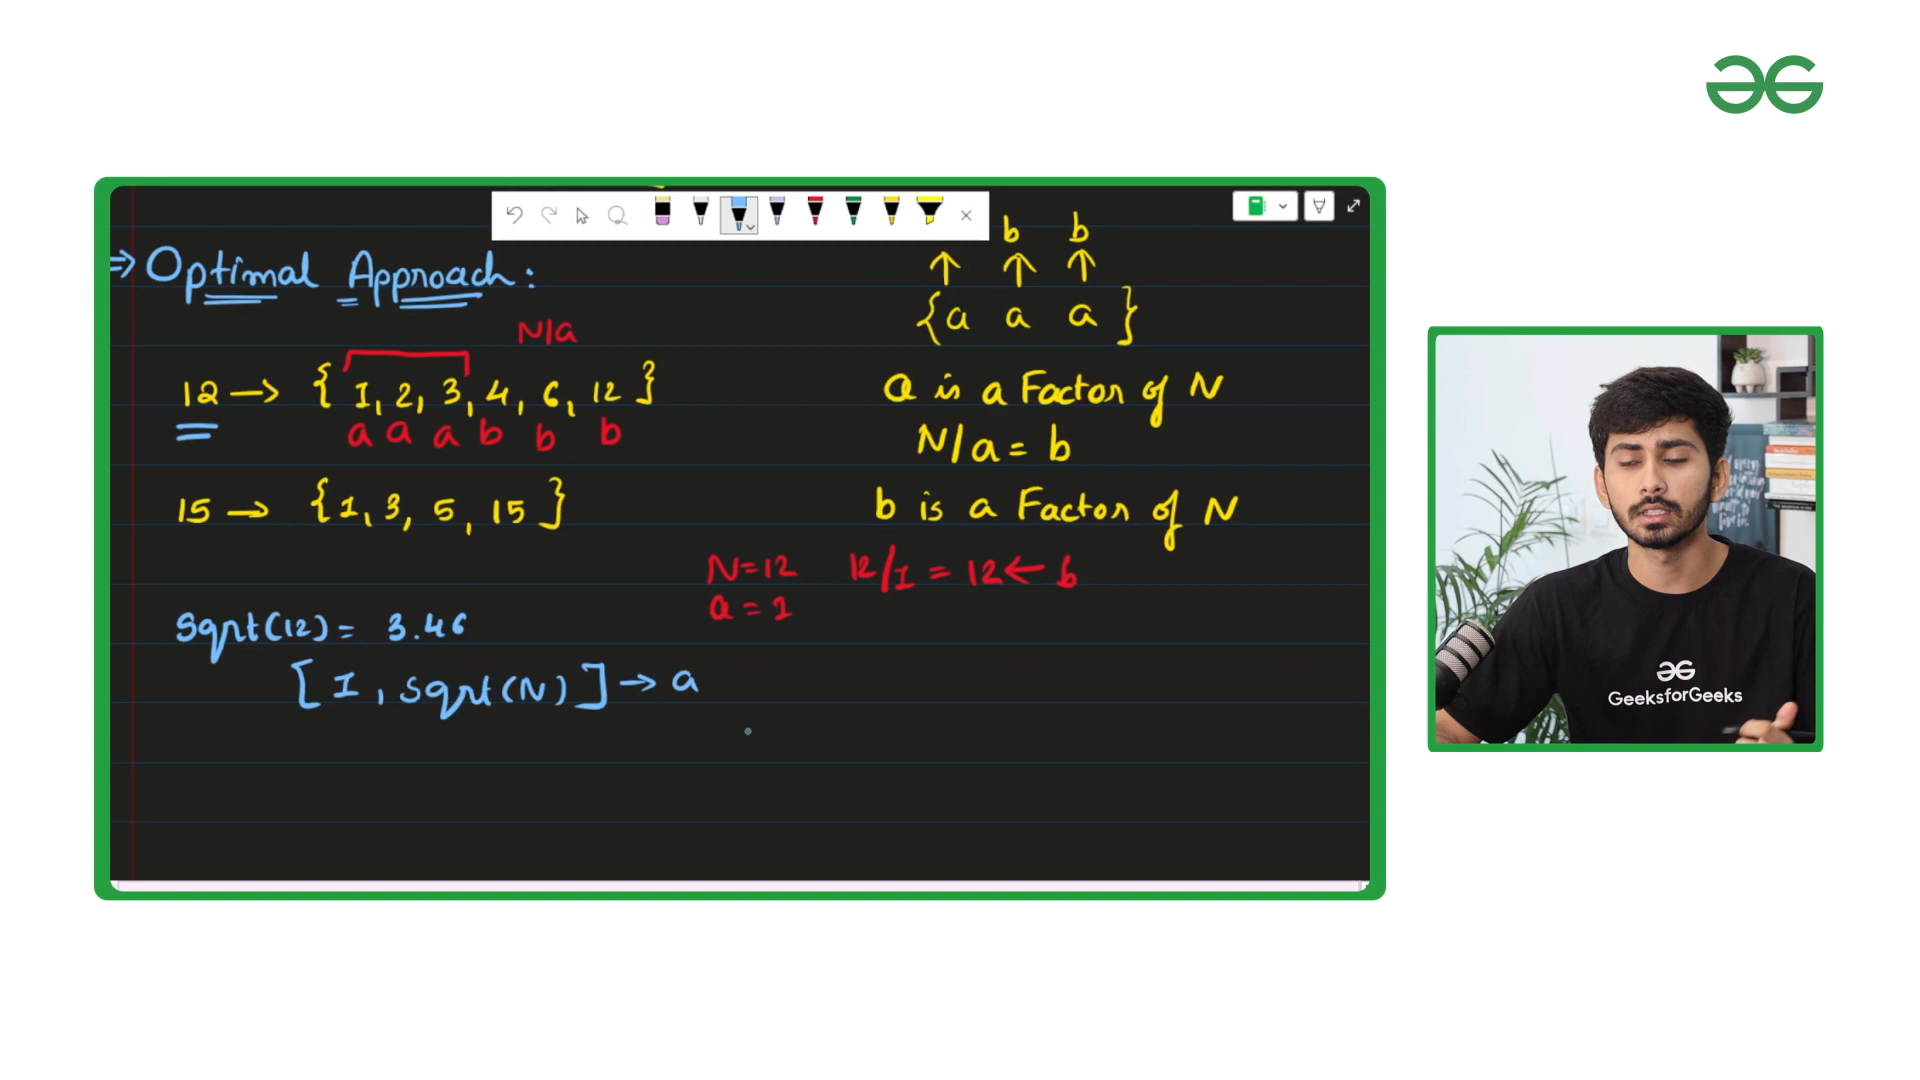 ⇒ Optimal Approach:
N/a
12 → { 1, 2, 3, 4, 6, 12 }
a a a b b b
15 → { 1, 3, 5, 15 }
b b
↑ ↑ ↑
{ a a a }
a is a Factor of N
N/a = b
b is a Factor of N
N=12 12/1 = 12 ← b
a = 1
Sqrt(12) = 3.46
[ 1, Sqrt(N) ] → a
GeeksforGeeks